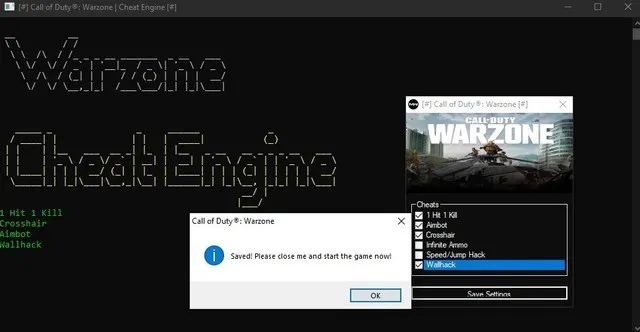 [#] Call of Duty®: Warzone | Cheat Engine [#]
Warzone
Cheat Engine
1 Hit 1 Kill
Crosshair
Aimbot
Wallhack
[#] Call of Duty®: Warzone [#]
CALL OF DUTY
WARZONE
Cheats
1 Hit 1 Kill
Aimbot
Crosshair
Infinite Ammo
Speed/Jump Hack
Wallhack
Save Settings
Call of Duty®: Warzone
Saved! Please close me and start the game now!
OK